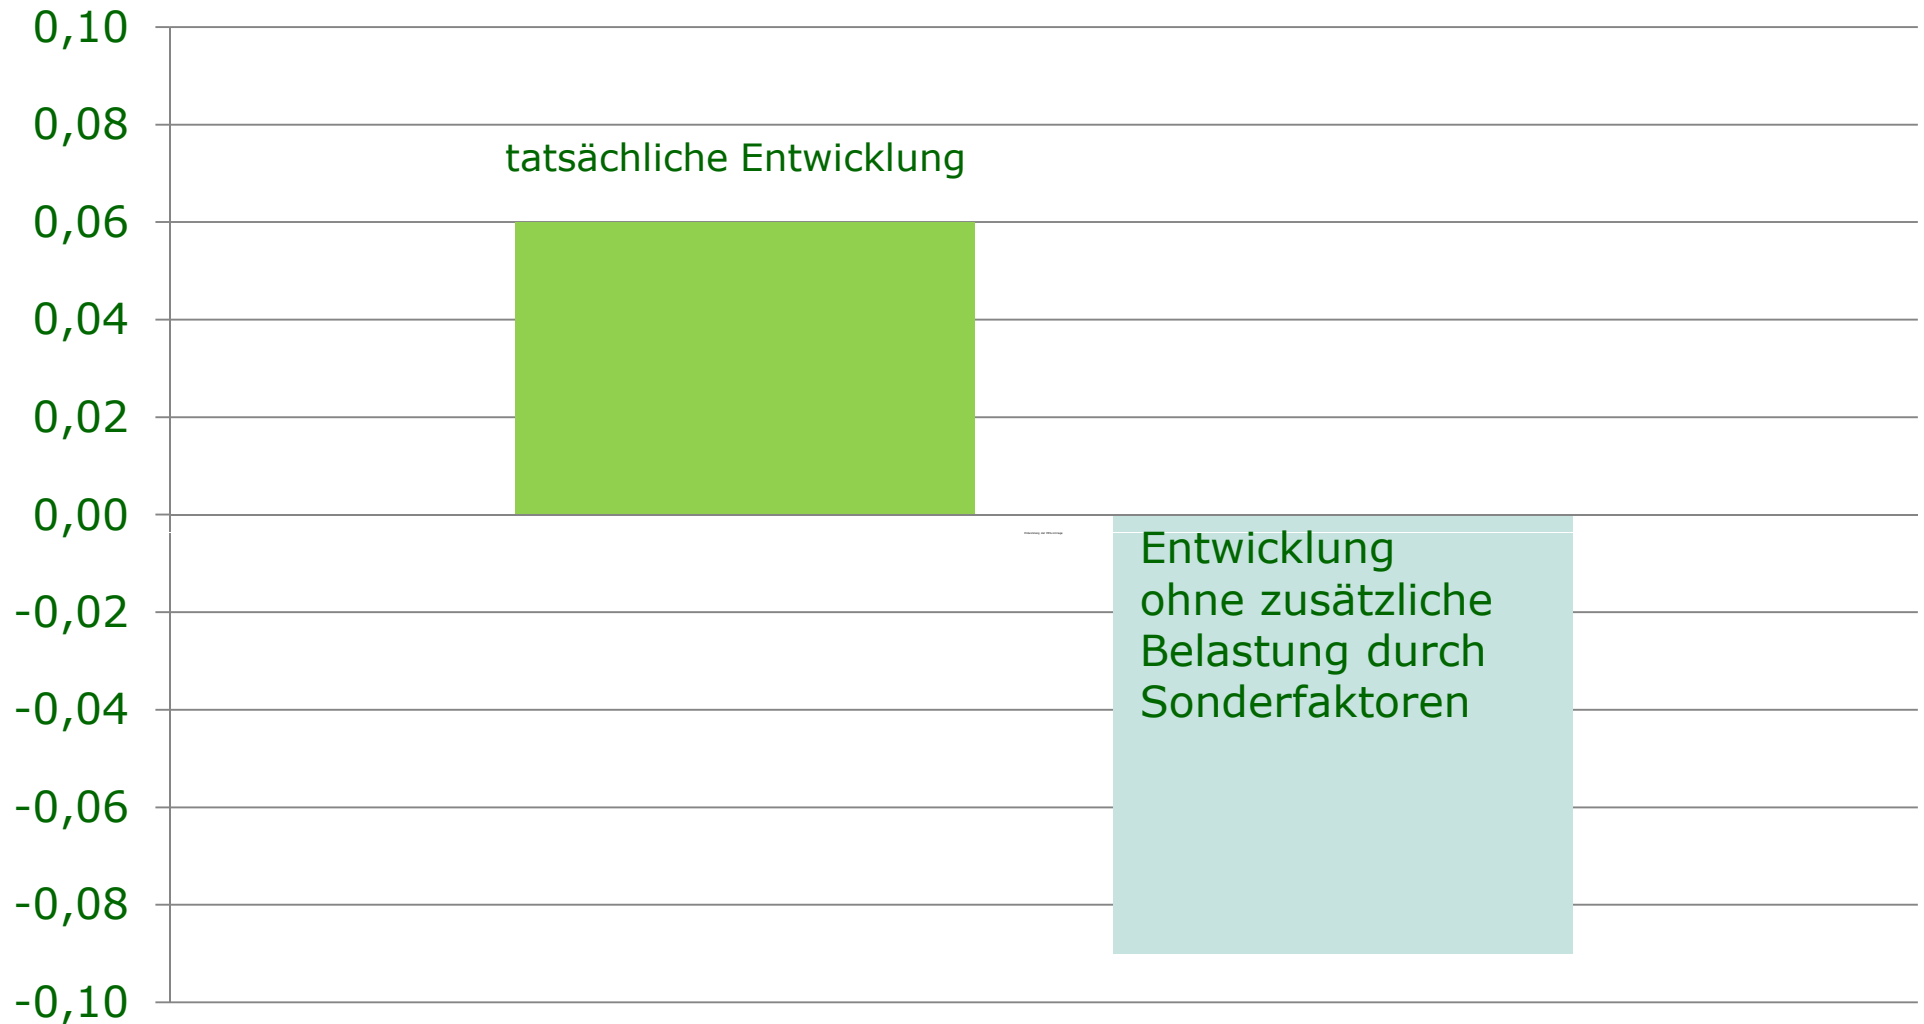 0,10
0,08
tatsächliche Entwicklung
0,06
0,04
0,02
0,00
Entwicklung
ohne zusätzliche
Belastung durch
Sonderfaktoren
-0,02
-0,04
-0,06
-0,08
-0,10